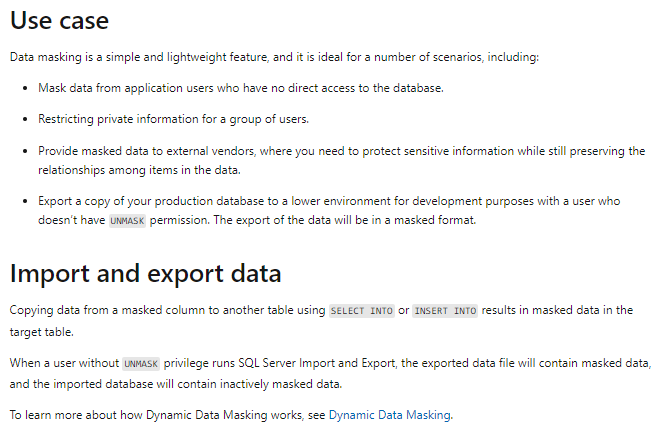 Use case
Data masking is a simple and lightweight feature, and it is ideal for a number of scenarios, including:
• Mask data from application users who have no direct access to the database.
• Restricting private information for a group of users.
• Provide masked data to external vendors, where you need to protect sensitive information while still preserving the
relationships among items in the data.
• Export a copy of your production database to a lower environment for development purposes with a user who
doesn't have UNMASK permission. The export of the data will be in a masked format.
Import and export data
Copying data from a masked column to another table using SELECT INTO or INSERT INTO results in masked data in the
target table.
When a user without UNMASK privilege runs SQL Server Import and Export, the exported data file will contain masked data,
and the imported database will contain inactively masked data.
To learn more about how Dynamic Data Masking works, see Dynamic Data Masking.